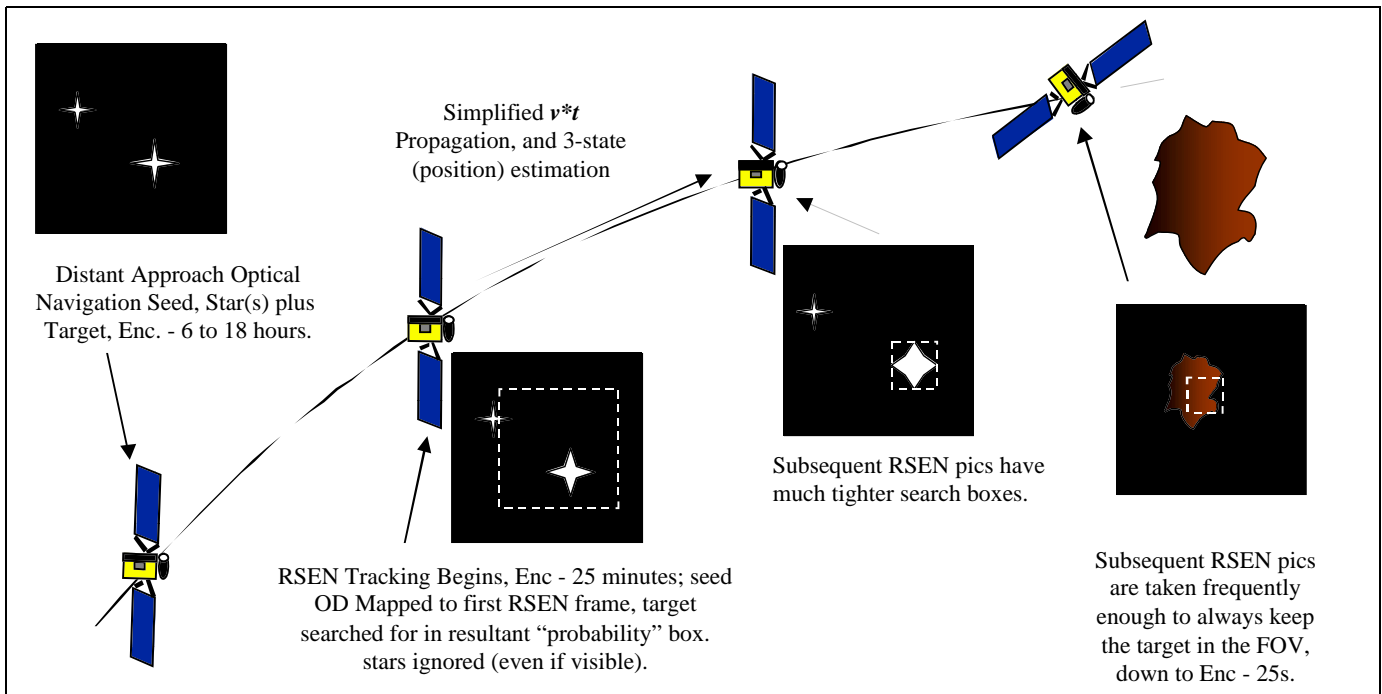 Distant Approach Optical
Navigation Seed, Star(s) plus
Target, Enc. - 6 to 18 hours.
Simplified v*t
Propagation, and 3-state
(position) estimation
RSEN Tracking Begins, Enc - 25 minutes; seed
OD Mapped to first RSEN frame, target
searched for in resultant “probability” box.
stars ignored (even if visible).
Subsequent RSEN pics have
much tighter search boxes.
Subsequent RSEN pics
are taken frequently
enough to always keep
the target in the FOV,
down to Enc - 25s.